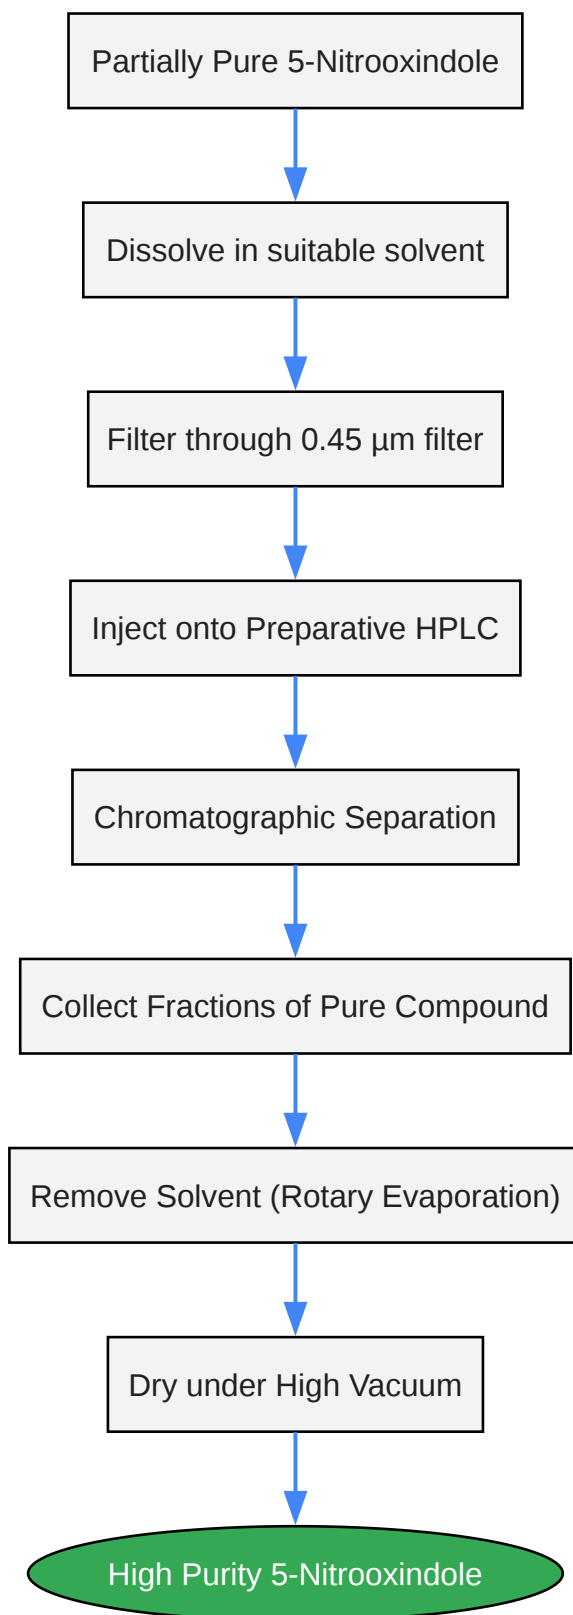 Partially Pure 5-Nitrooxindole
Dissolve in suitable solvent
Filter through 0.45 µm filter
Inject onto Preparative HPLC
Chromatographic Separation
Collect Fractions of Pure Compound
Remove Solvent (Rotary Evaporation)
Dry under High Vacuum
High Purity 5-Nitrooxindole